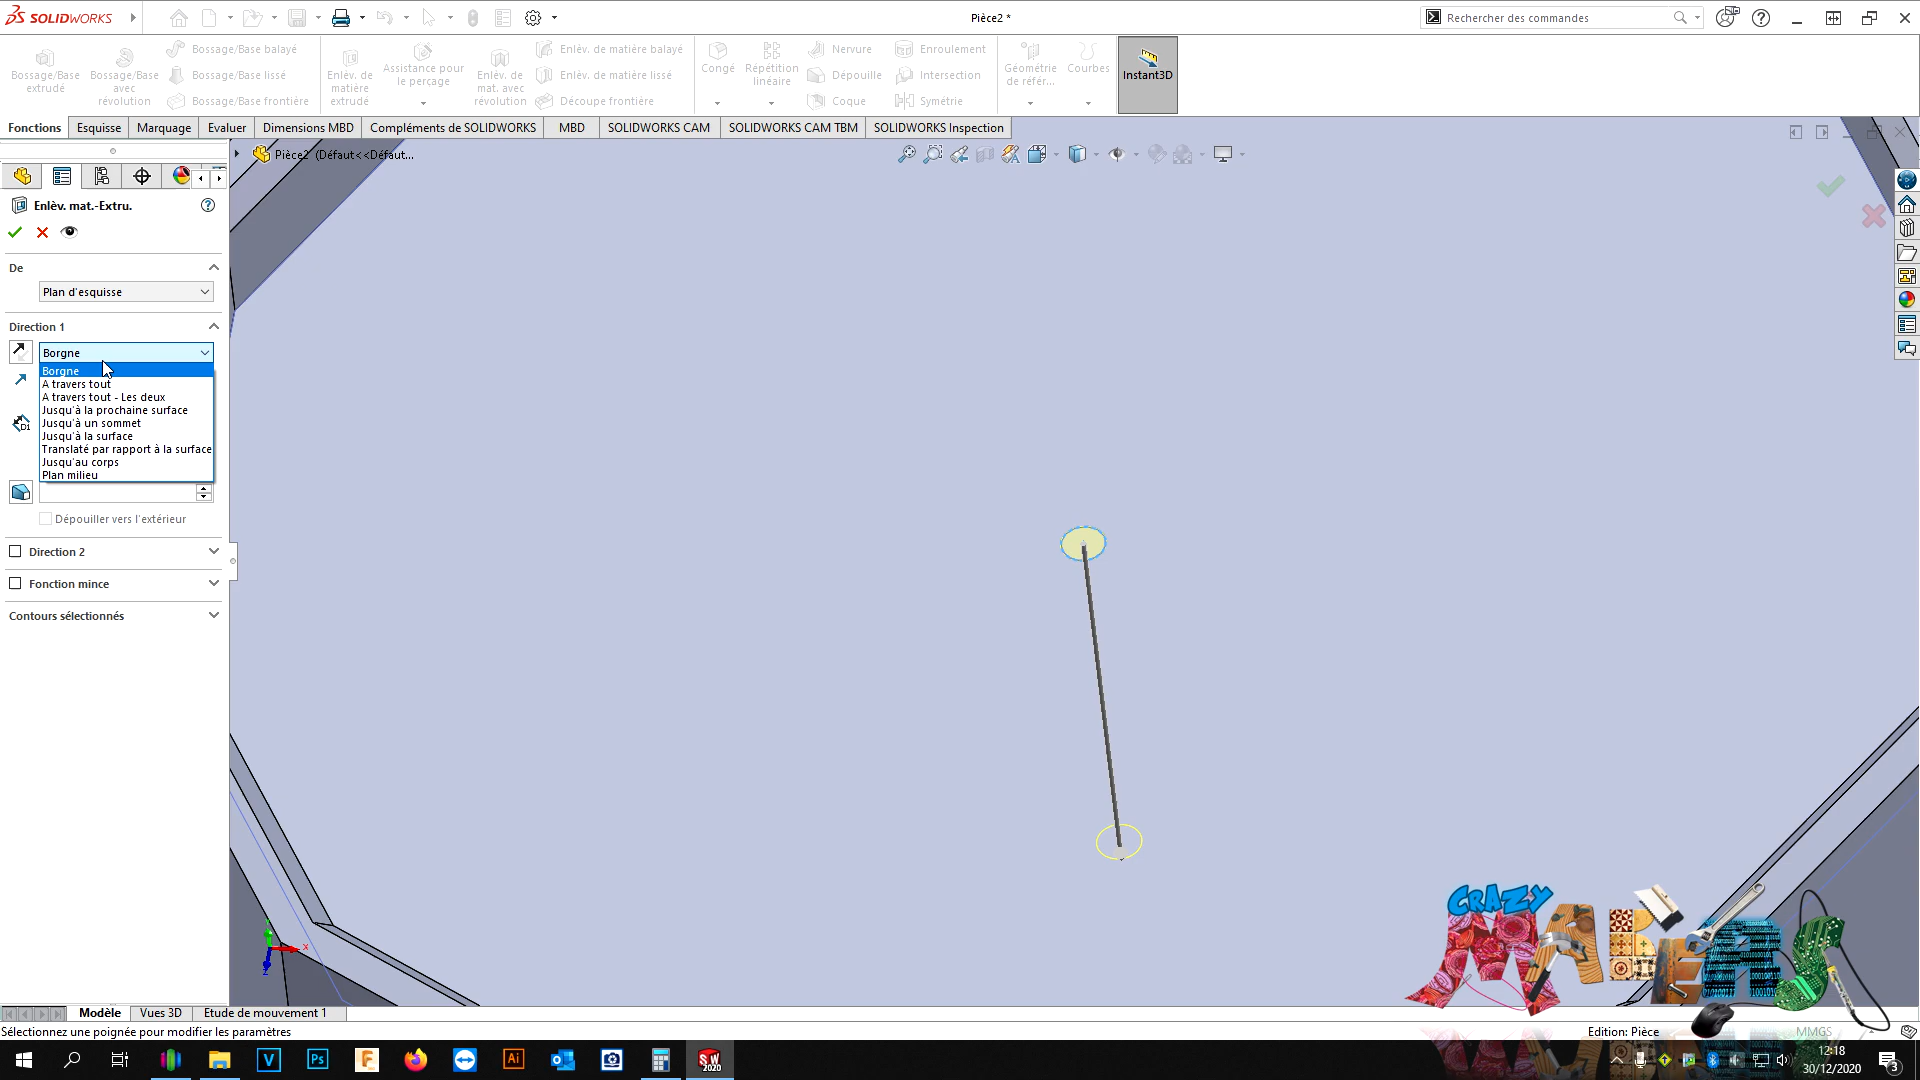 SOLIDWORKS
Pièce2 *
Rechercher des commandes
Bossage/Base extrudé
Bossage/Base avec révolution
Bossage/Base balayé
Bossage/Base lissé
Bossage/Base frontière
Enlèv. de matière extrudé
Assistance pour le perçage
Enlèv. de mat. avec révolution
Enlèv. de matière balayé
Enlèv. de matière lissé
Découpe frontière
Congé
Répétition linéaire
Nervure
Dépouille
Coque
Enroulement
Intersection
Symétrie
Géométrie de référ...
Courbes
Instant3D
Fonctions
Esquisse
Marquage
Evaluer
Dimensions MBD
Compléments de SOLIDWORKS
MBD
SOLIDWORKS CAM
SOLIDWORKS CAM TBM
SOLIDWORKS Inspection
Pièce2 (Défaut<<Défaut...
Enlèv. mat.-Extru.
De
Plan d'esquisse
Direction 1
Borgne
Borgne
A travers tout
A travers tout - Les deux
Jusqu'à la prochaine surface
Jusqu'à un sommet
Jusqu'à la surface
Translaté par rapport à la surface
Jusqu'au corps
Plan milieu
Dépouiller vers l'extérieur
Direction 2
Fonction mince
Contours sélectionnés
CRAZY
MAKERS
Modèle
Vues 3D
Etude de mouvement 1
Sélectionnez une poignée pour modifier les paramètres
Edition: Pièce
MMGS
12:18
30/12/2020